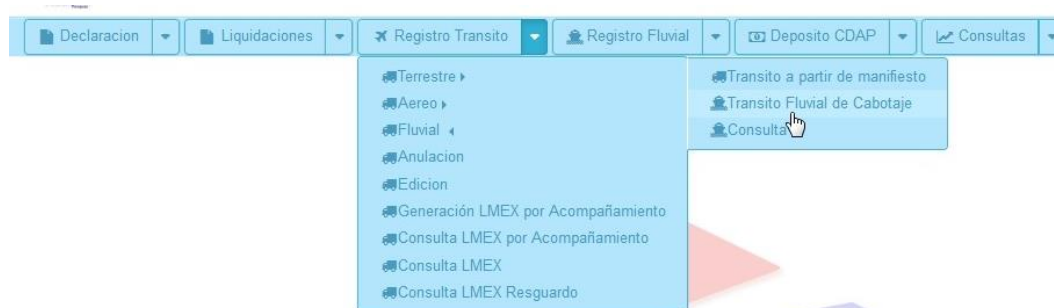 Declaracion
Liquidaciones
Registro Transito
Registro Fluvial
Deposito CDAP
Consultas
Terrestre
Aereo
Fluvial
Anulacion
Edicion
Generación LMEX por Acompañamiento
Consulta LMEX por Acompañamiento
Consulta LMEX
Consulta LMEX Resguardo
Transito a partir de manifiesto
Transito Fluvial de Cabotaje
Consulta